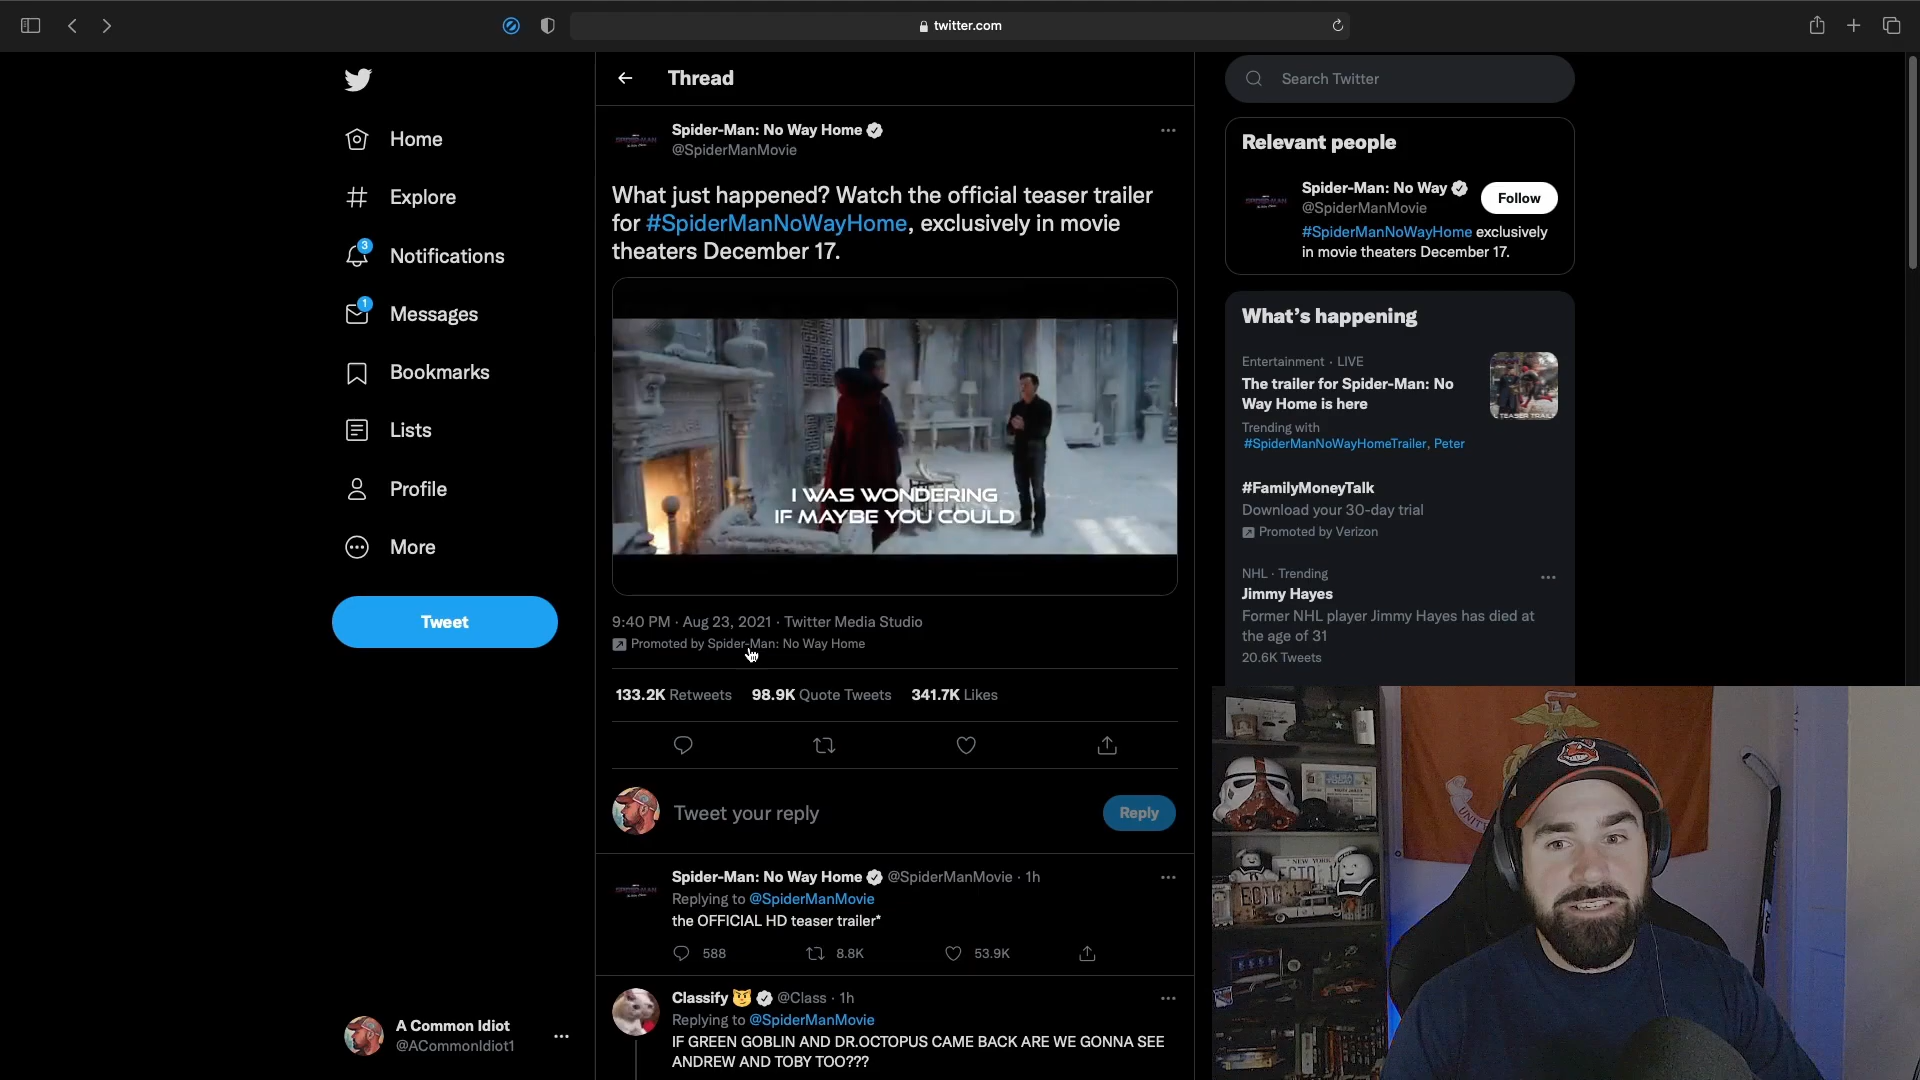 twitter.com
Thread
Search Twitter
Home
Explore
3
Notifications
1
Messages
Bookmarks
Lists
Profile
More
Tweet
A Common Idiot
@ACommonIdiot1
Spider-Man: No Way Home
@SpiderManMovie
What just happened? Watch the official teaser trailer
for #SpiderManNoWayHome, exclusively in movie
theaters December 17.
I WAS WONDERING
IF MAYBE YOU COULD
9:40 PM · Aug 23, 2021 · Twitter Media Studio
Promoted by Spider-Man: No Way Home
133.2K Retweets 98.9K Quote Tweets 341.7K Likes
Tweet your reply
Reply
Spider-Man: No Way Home @SpiderManMovie · 1h
Replying to @SpiderManMovie
the OFFICIAL HD teaser trailer*
588 8.8K 53.9K
Classify @Class · 1h
Replying to @SpiderManMovie
IF GREEN GOBLIN AND DR.OCTOPUS CAME BACK ARE WE GONNA SEE
ANDREW AND TOBY TOO???
Relevant people
Spider-Man: No Way
@SpiderManMovie
Follow
#SpiderManNoWayHome exclusively
in movie theaters December 17.
What's happening
Entertainment · LIVE
The trailer for Spider-Man: No
Way Home is here
Trending with
#SpiderManNoWayHomeTrailer, Peter
#FamilyMoneyTalk
Download your 30-day trial
Promoted by Verizon
NHL · Trending
Jimmy Hayes
Former NHL player Jimmy Hayes has died at
the age of 31
20.6K Tweets
NEW YORK